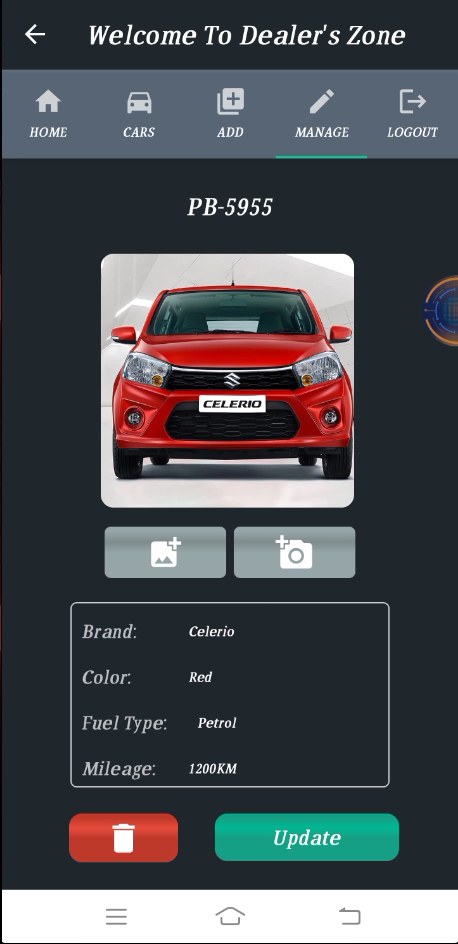 Welcome To Dealer's Zone
HOME CARS ADD MANAGE LOGOUT
PB-5955
CELERIO
Brand: Celerio
Color: Red
Fuel Type: Petrol
Mileage: 1200KM
Update